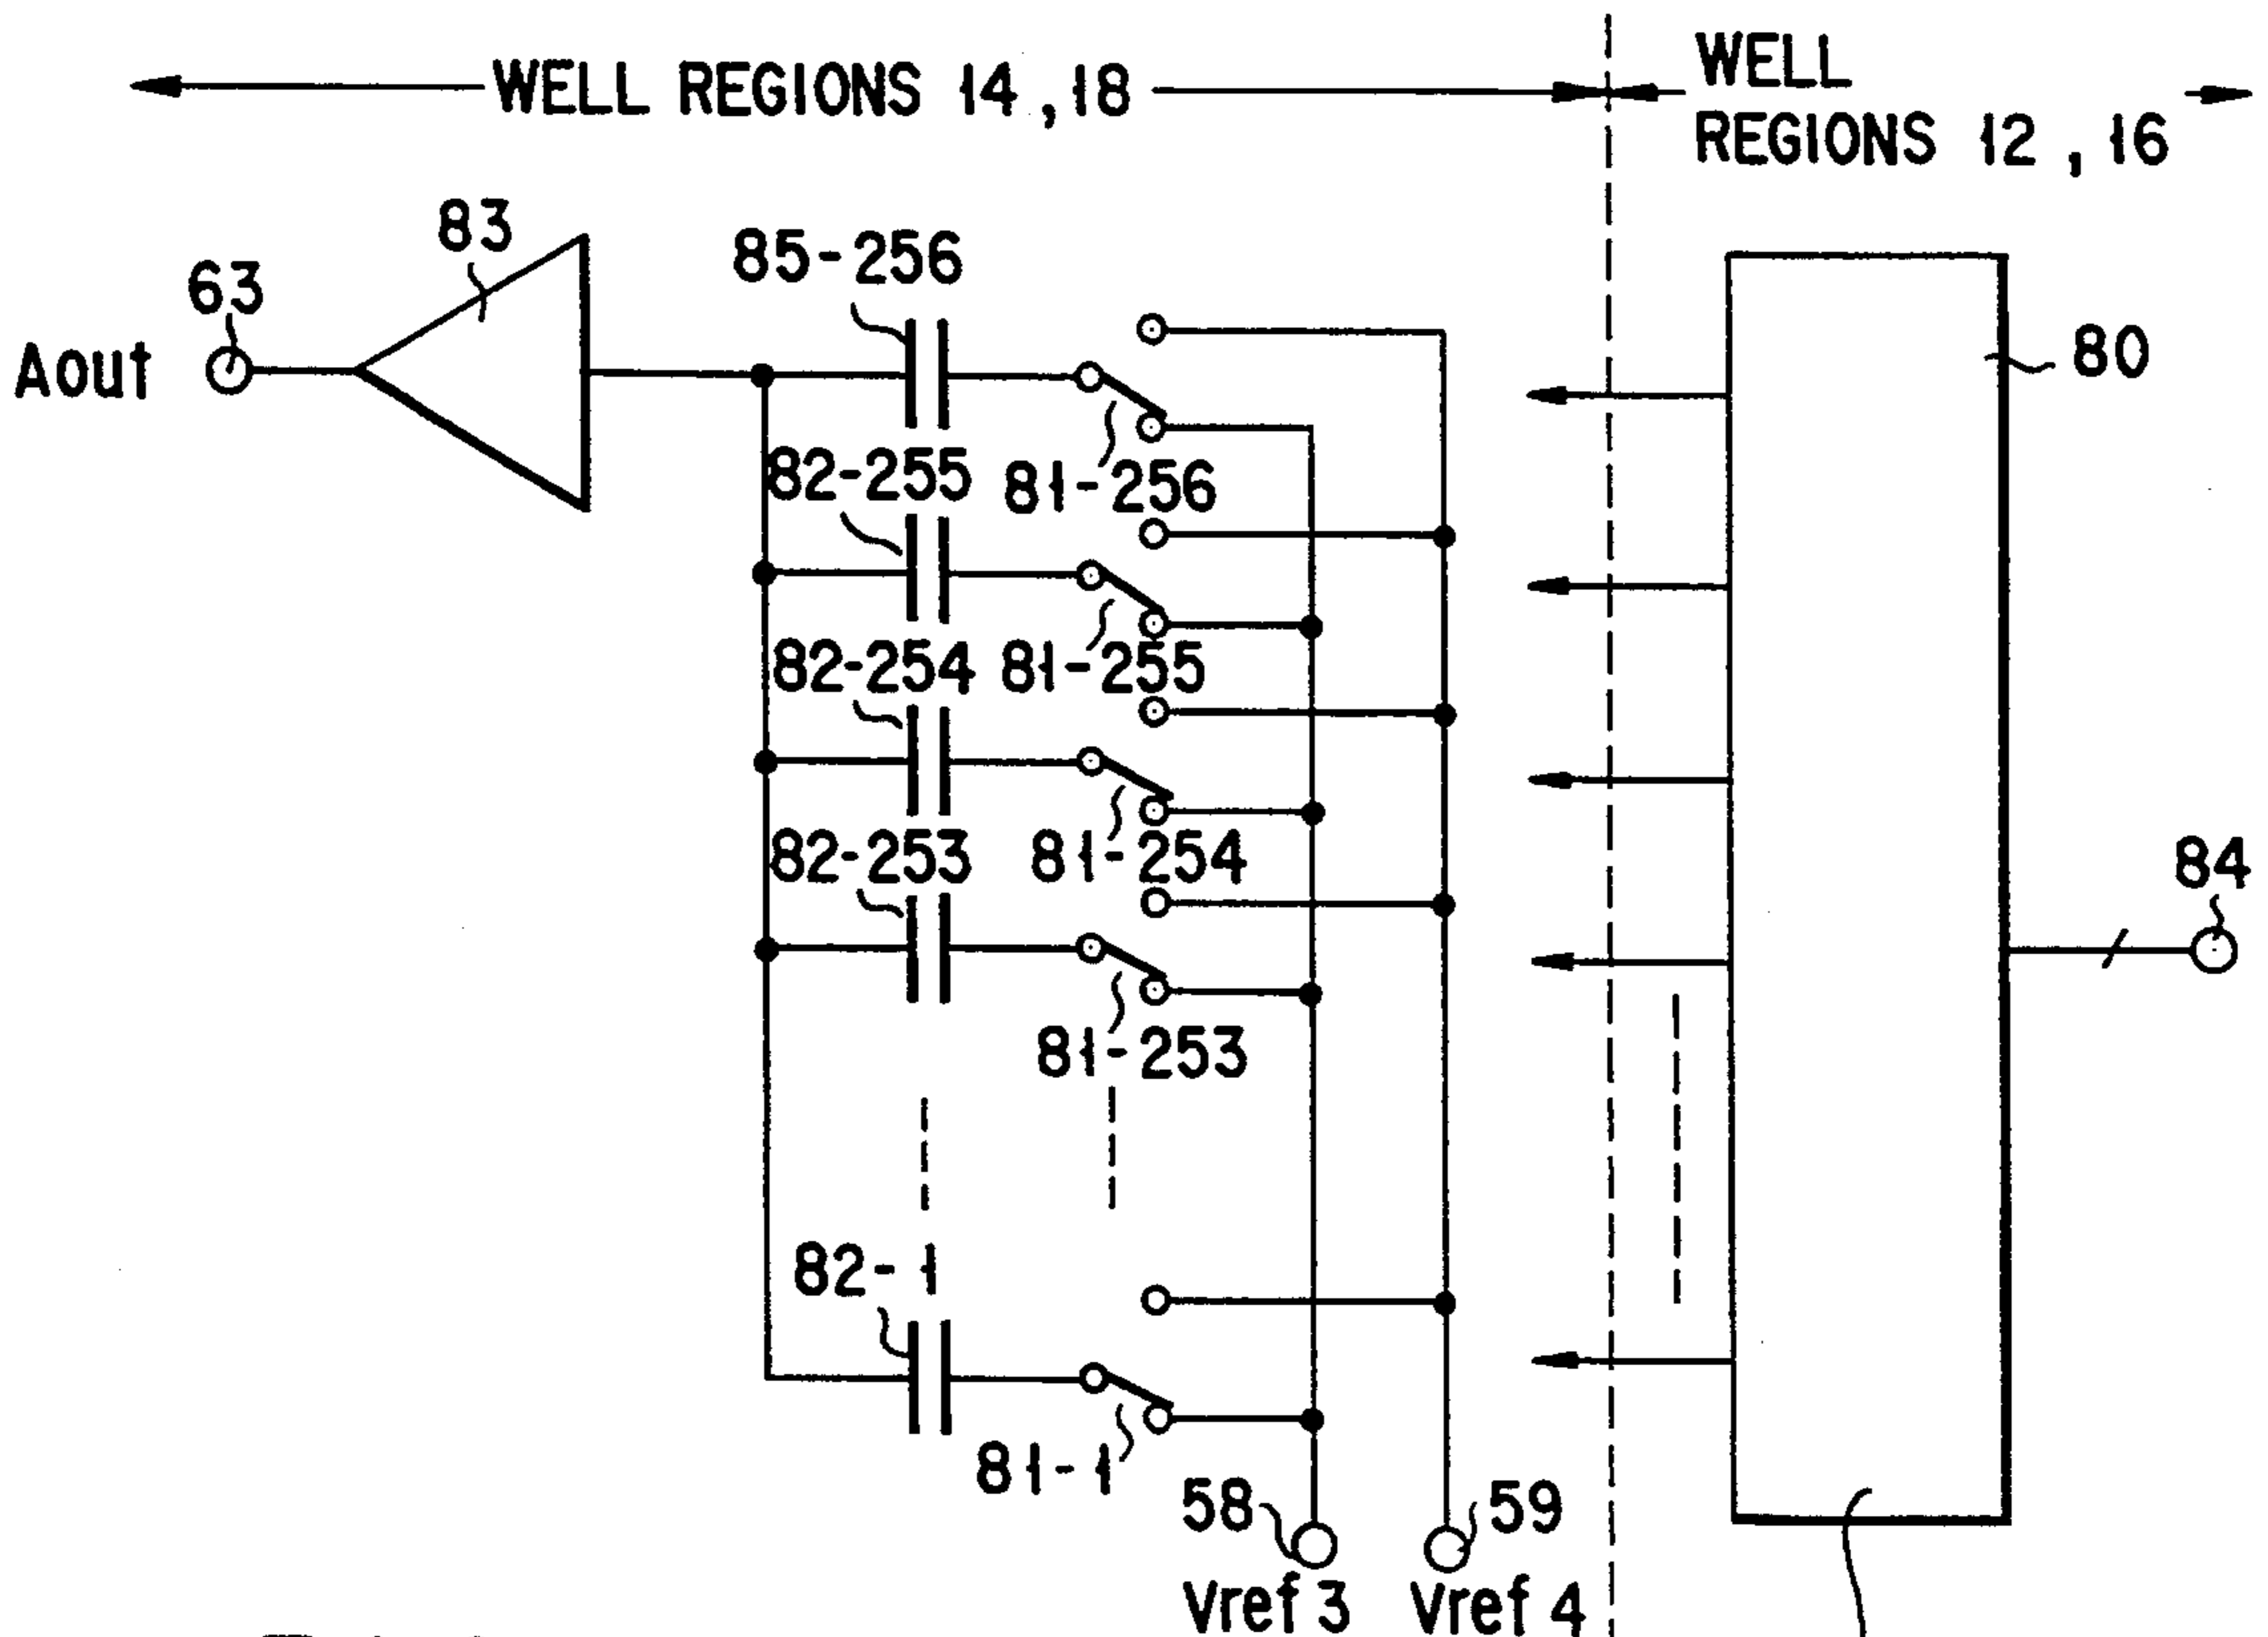 WELL REGIONS 14, 18
WELL
REGIONS 12, 16
83
85-256
63
80
Aout
82-255
81-256
82-254
81-255
82-253
81-254
84
81-253
82-1
81-1
58
59
Vref 3
Vref 4